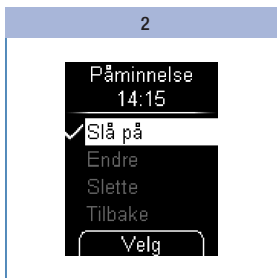 2
Påminnelse
14:15
Slå på
Endre
Slette
Tilbake
Velg